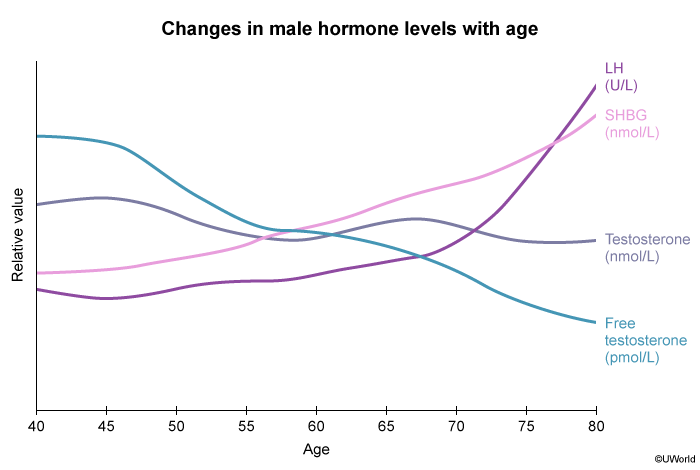 Changes in male hormone levels with age
LH
(U/L)
SHBG
(nmol/L)
Relative value
Testosterone
(nmol/L)
Free
testosterone
(pmol/L)
40 45 50 55 60 65 70 75 80
Age
©UWorld